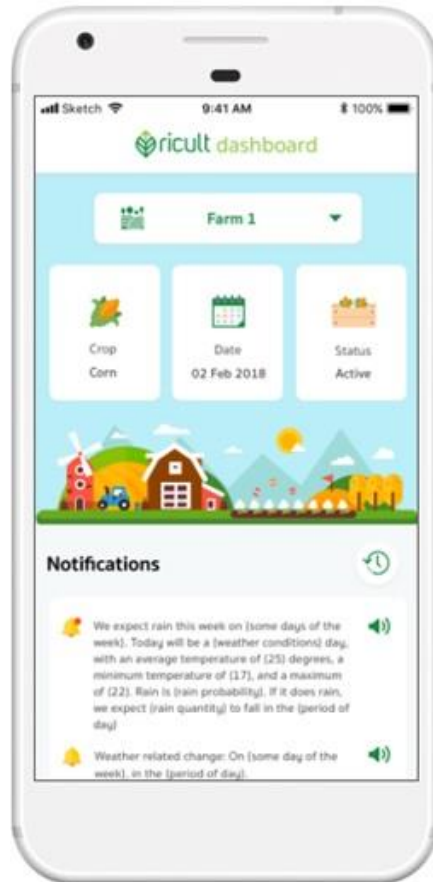 Sketch 9:41 AM 100%
ricult dashboard
Farm 1
Crop Date Status
Corn 02 Feb 2018 Active
Notifications
We expect rain this week on (some days of the
week). Today will be a (weather conditions) day,
with an average temperature of (25) degrees, a
minimum temperature of (17), and a maximum
of (22). Rain is (rain probability). If it does rain,
we expect (rain quantity) to fall in the (period of
day)
Weather related change: On (some day of the
week), in the (period of day).